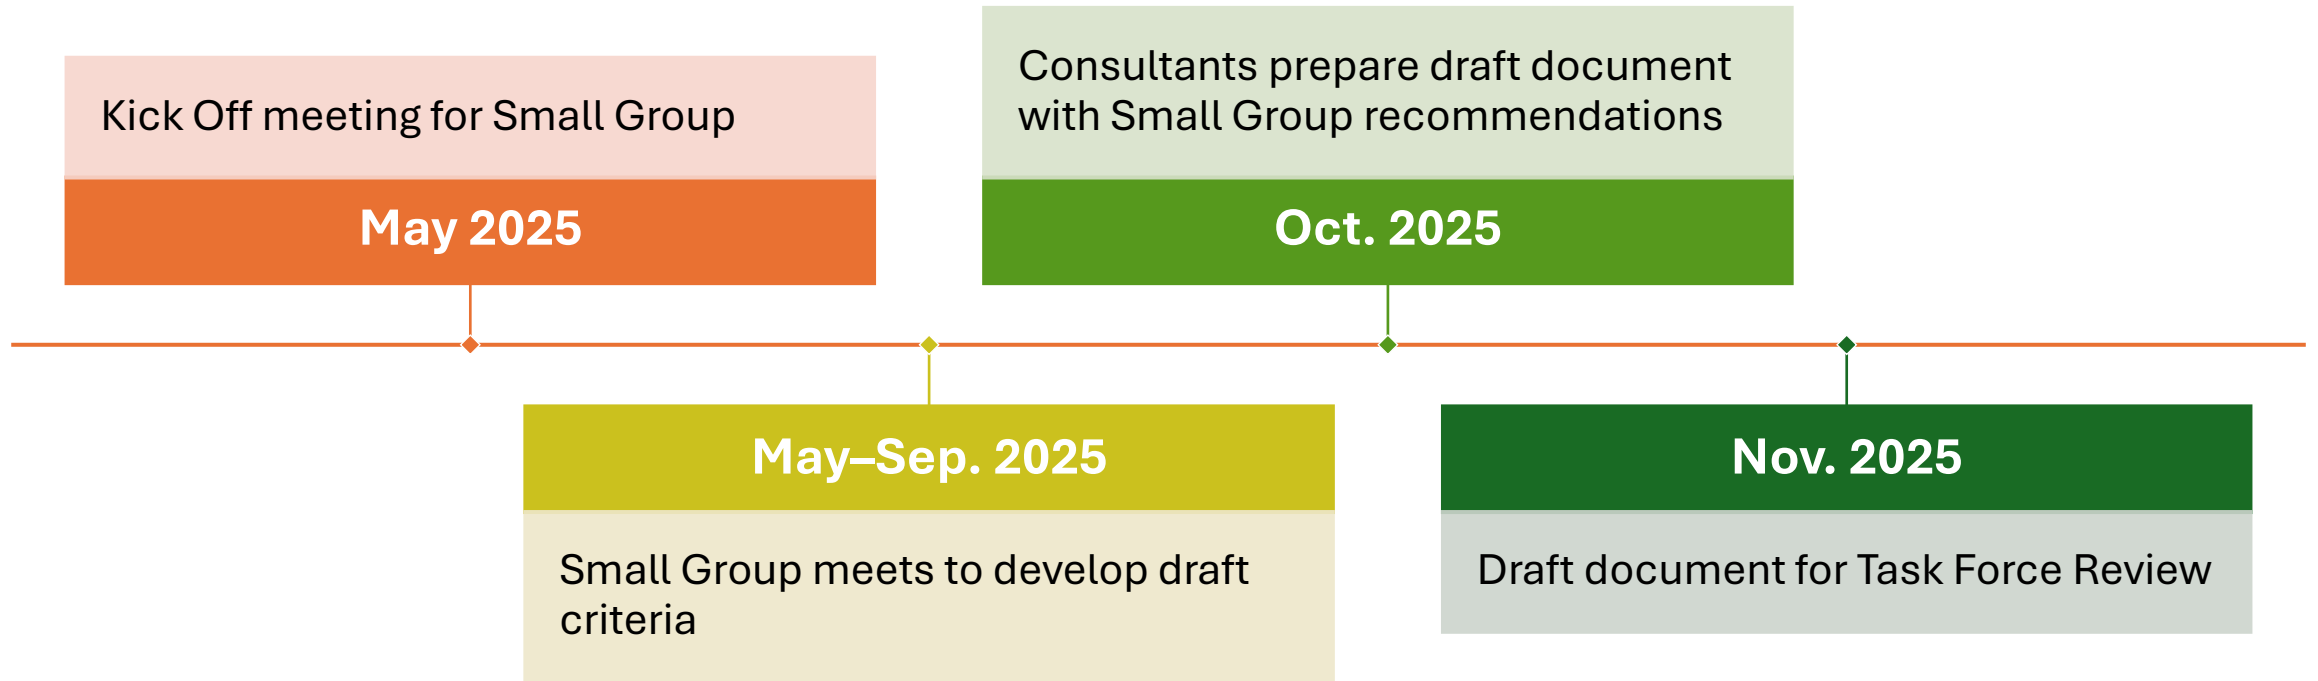 Kick Off meeting for Small Group
May 2025
May–Sep. 2025
Small Group meets to develop draft
criteria
Consultants prepare draft document
with Small Group recommendations
Oct. 2025
Nov. 2025
Draft document for Task Force Review